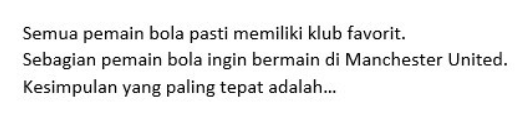 Semua pemain bola pasti memiliki klub favorit.
Sebagian pemain bola ingin bermain di Manchester United.
Kesimpulan yang paling tepat adalah...